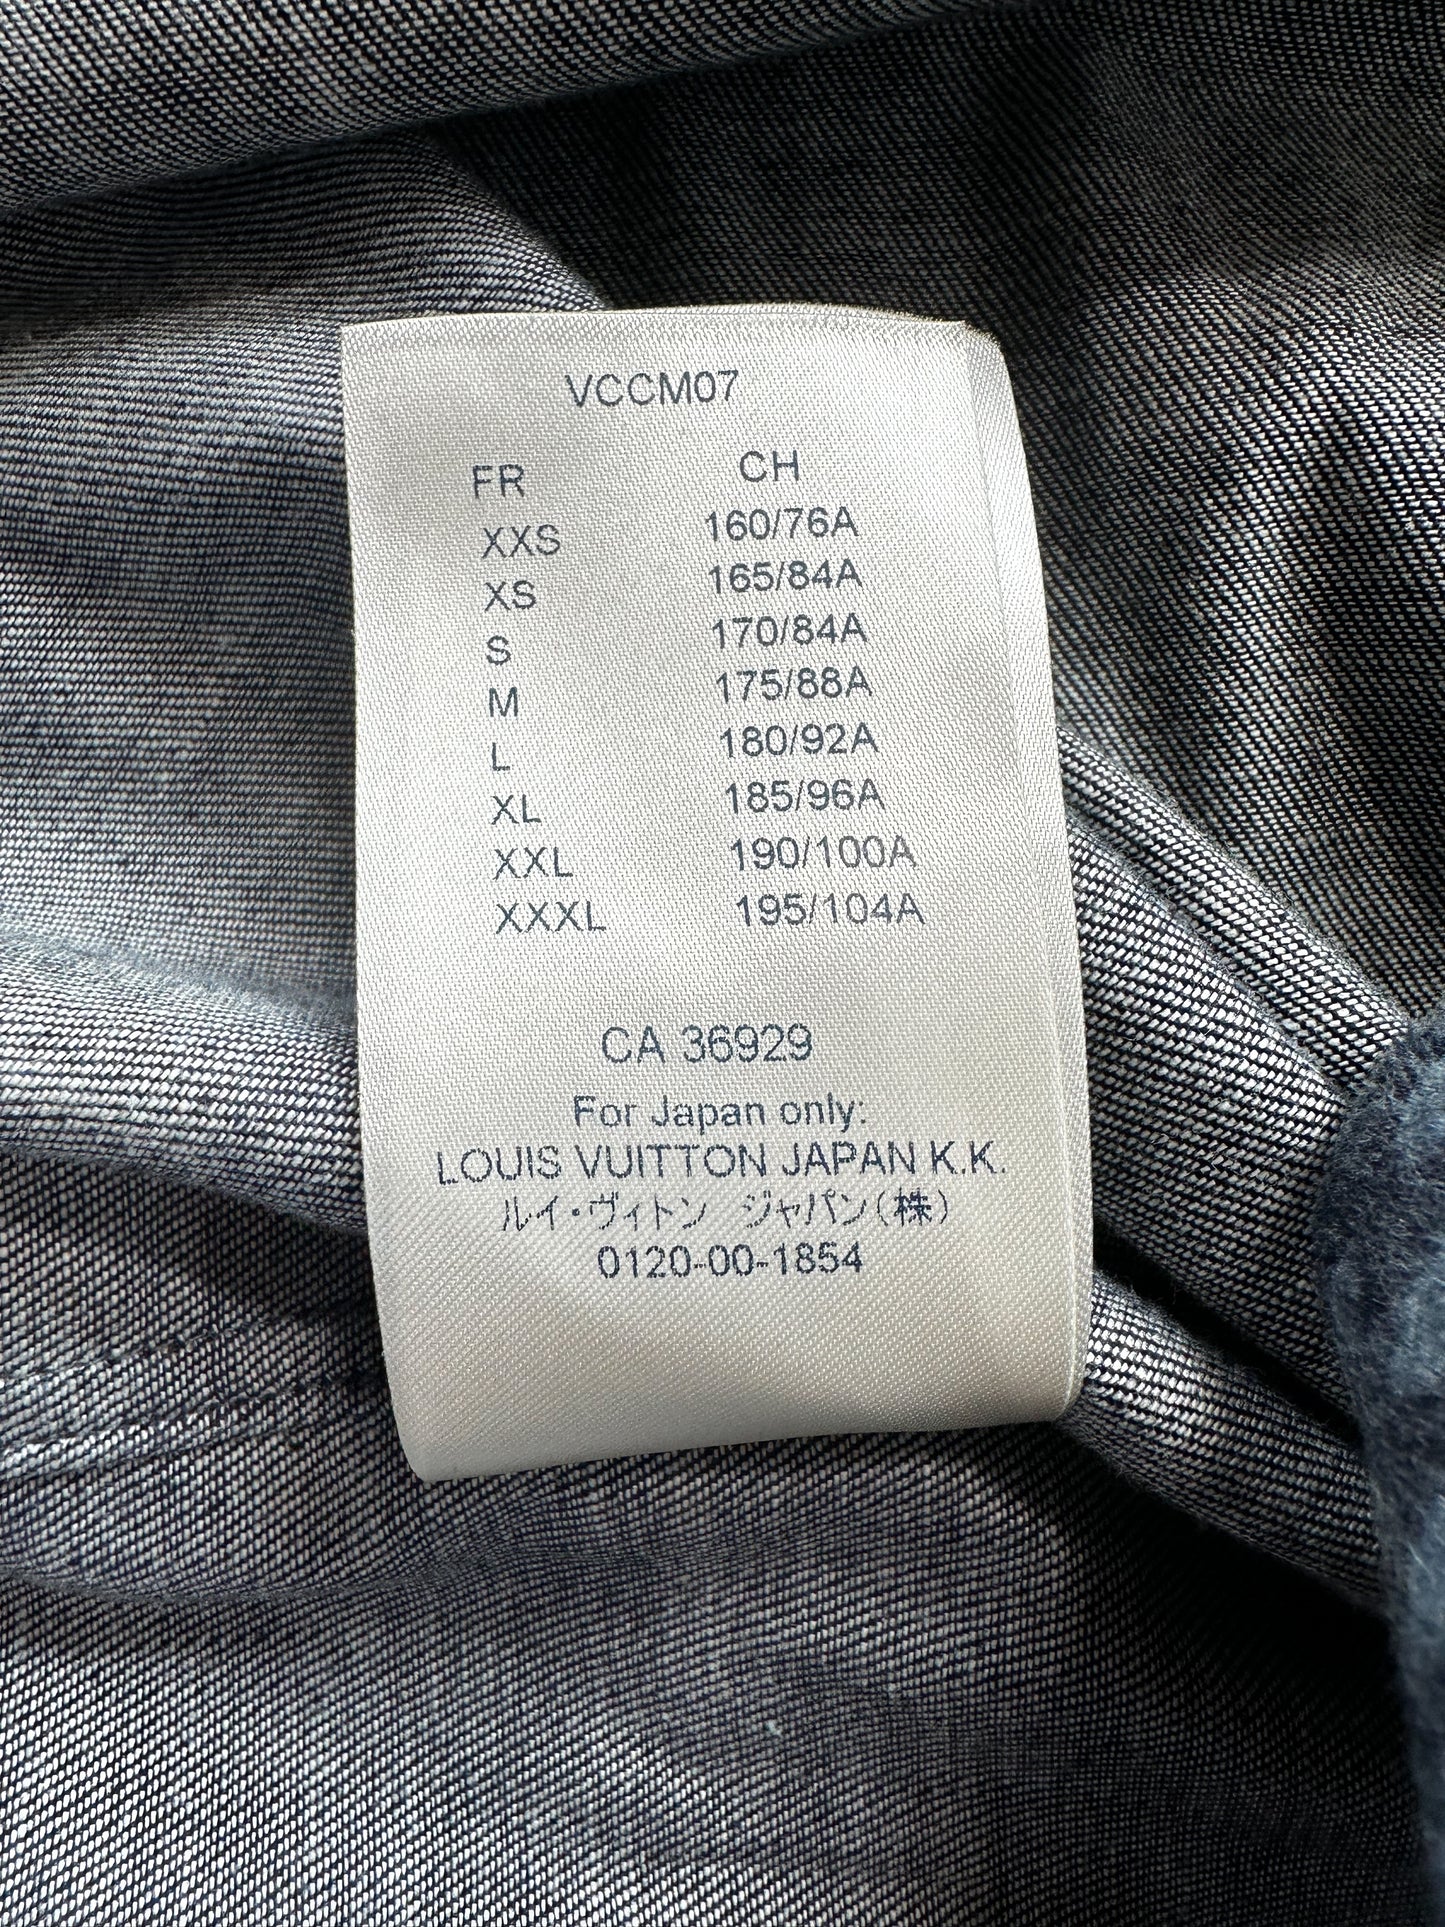 VCCM07
FR CH
XXS 160/76A
XS 165/84A
S 170/84A
M 175/88A
L 180/92A
XL 185/96A
XXL 190/100A
XXXL 195/104A
CA 36929
For Japan only:
LOUIS VUITTON JAPAN K.K.
ルイ・ヴィトン ジャパン(株)
0120-00-1854